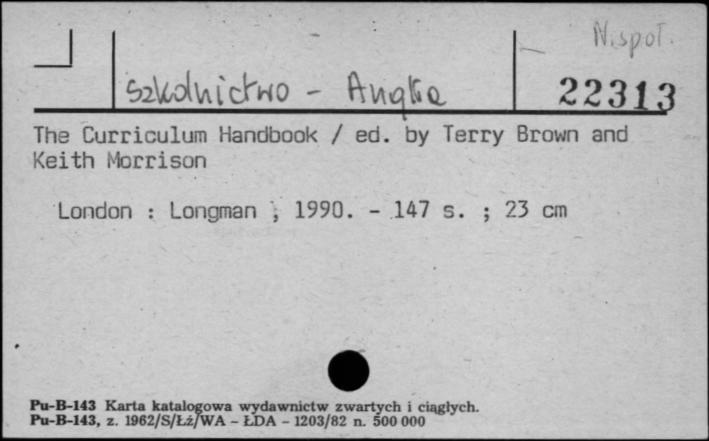 N.społ.
szkolnictwo - Anglia
22313
The Curriculum Handbook / ed. by Terry Brown and
Keith Morrison
London : Longman ; 1990. - 147 s. ; 23 cm
Pu-B-143 Karta katalogowa wydawnictw zwartych i ciągłych.
Pu-B-143, z. 1962/S/Łż/WA - ŁDA - 1203/82 n. 500 000